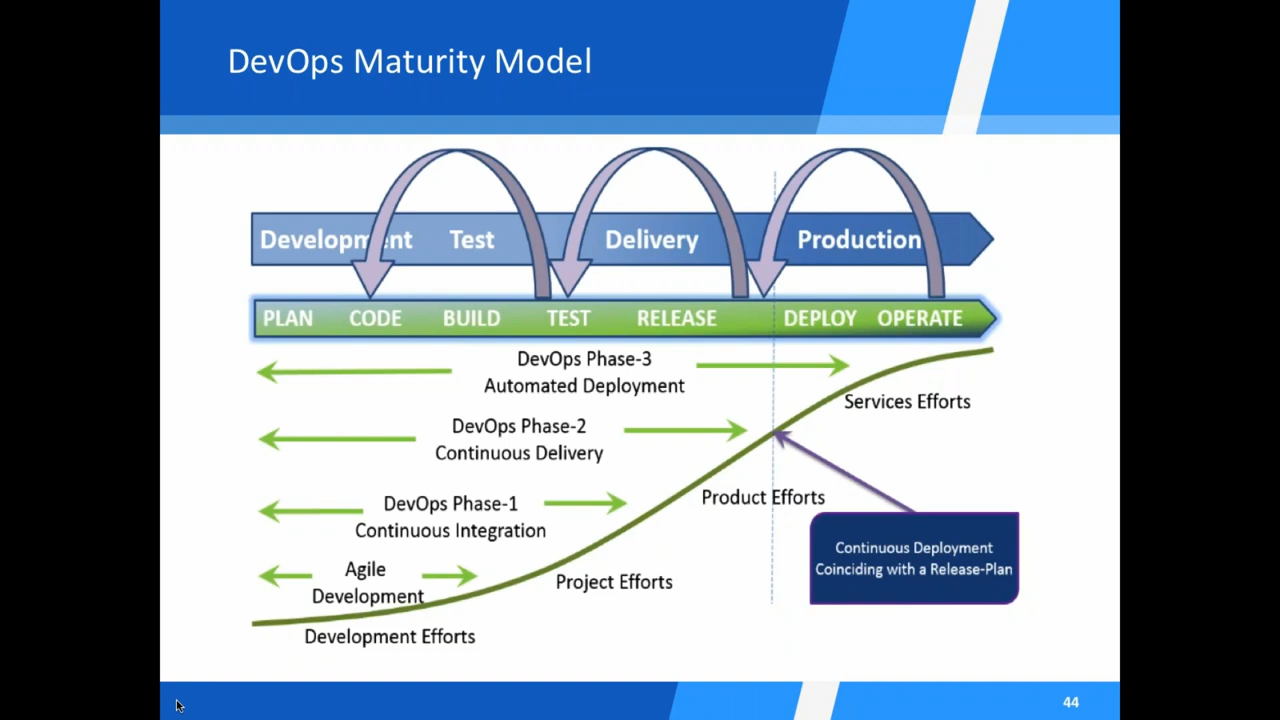 DevOps Maturity Model
Development Test Delivery Production
PLAN CODE BUILD TEST RELEASE DEPLOY OPERATE
DevOps Phase-3
Automated Deployment
Services Efforts
DevOps Phase-2
Continuous Delivery
Product Efforts
DevOps Phase-1
Continuous Integration
Continuous Deployment
Coinciding with a Release-Plan
Agile
Development
Project Efforts
Development Efforts
44